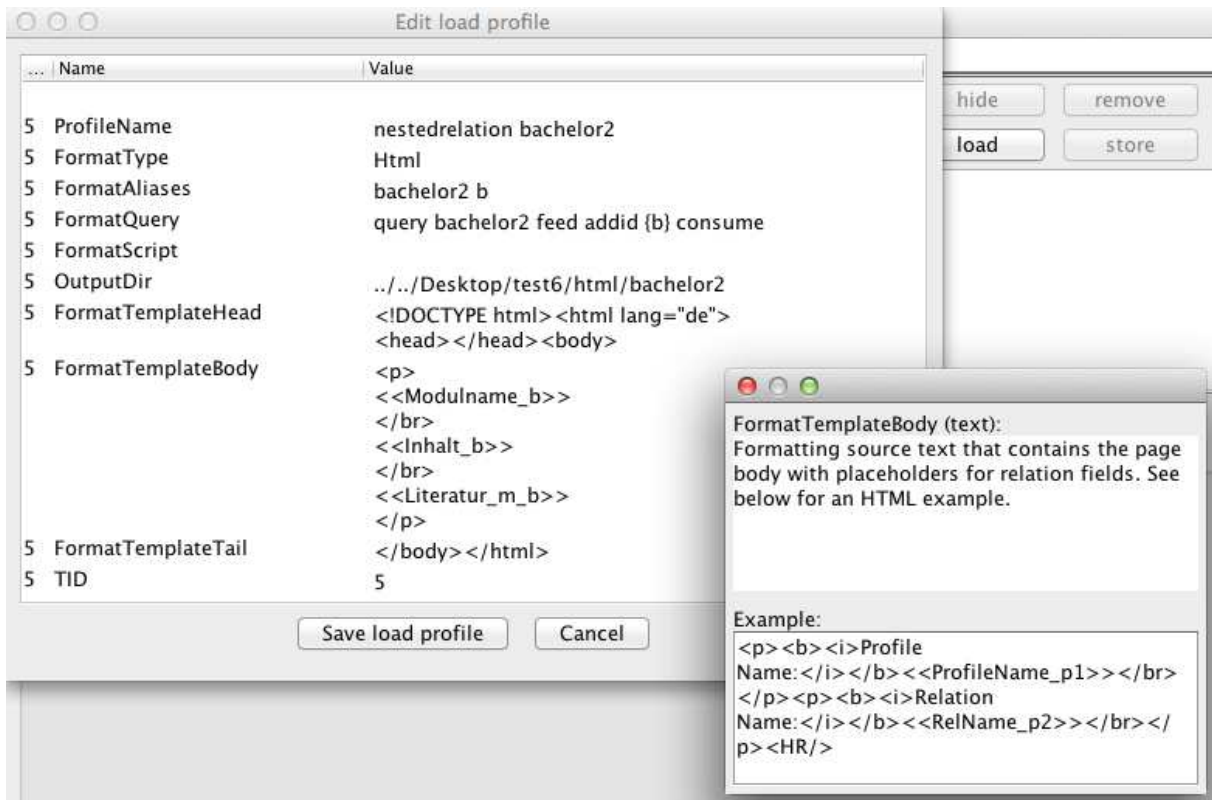 Edit load profile
... Name Value
5 ProfileName nestedrelation bachelor2
5 FormatType Html
5 FormatAliases bachelor2 b
5 FormatQuery query bachelor2 feed addid {b} consume
5 FormatScript
5 OutputDir ../../Desktop/test6/html/bachelor2
5 FormatTemplateHead <!DOCTYPE html><html lang="de">
<head></head><body>
5 FormatTemplateBody <p>
<<Modulname_b>>
</br>
<<Inhalt_b>>
</br>
<<Literatur_m_b>>
</p>
5 FormatTemplateTail </body></html>
5 TID 5
Save load profile Cancel
hide remove
load store
FormatTemplateBody (text):
Formatting source text that contains the page
body with placeholders for relation fields. See
below for an HTML example.
Example:
<p><b><i>Profile
Name:</i></b><<ProfileName_p1>></br>
</p><p><b><i>Relation
Name:</i></b><<RelName_p2>></br></
p><HR/>